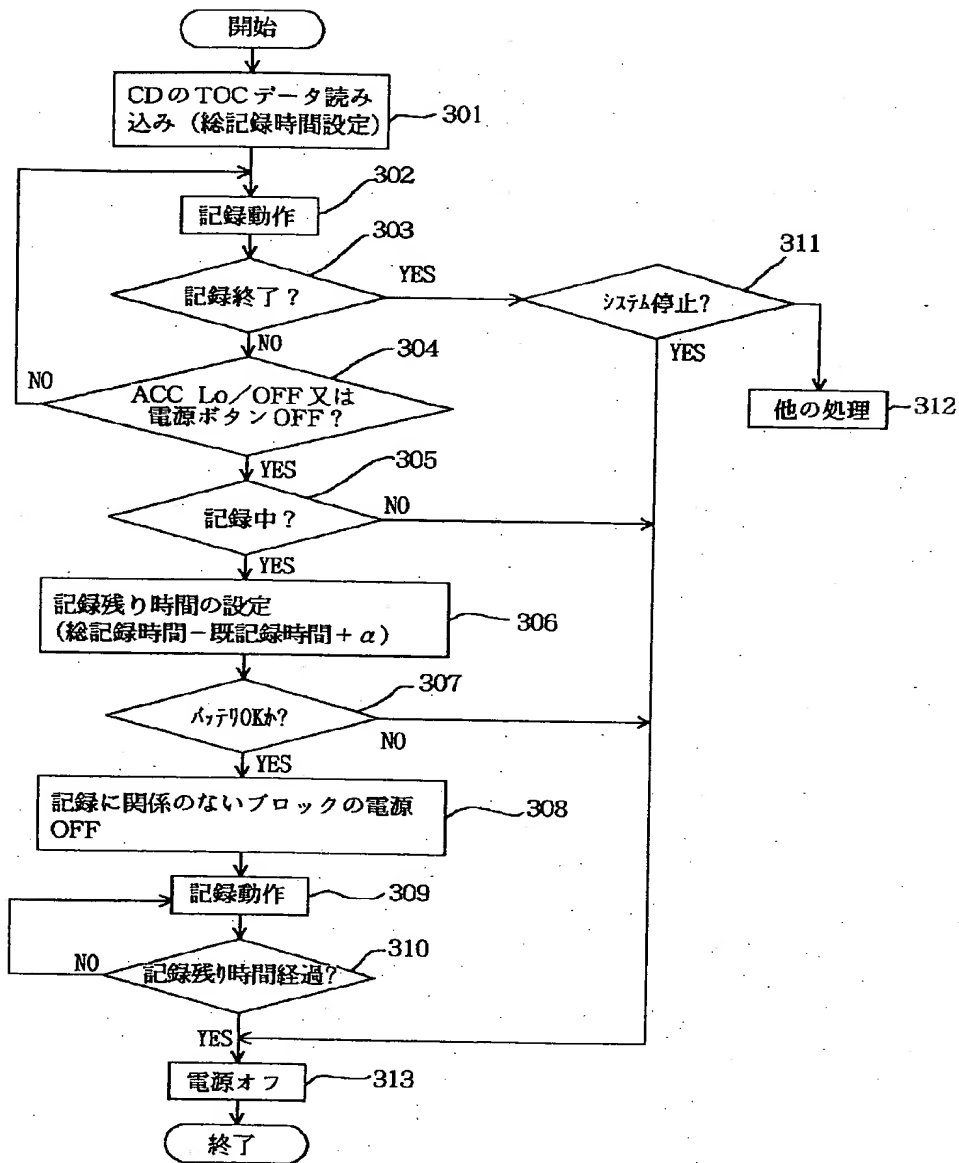 開始
CDのTOCデータ読み
込み(総記録時間設定)
301
302
記録動作
303
記録終了?
YES
NO
311
システム停止?
YES
他の処理
312
304
NO
ACC Lo/OFF又は
電源ボタンOFF?
YES
305
記録中?
NO
YES
記録残り時間の設定
(総記録時間−既記録時間+α)
306
307
バッテリOKか?
NO
YES
記録に関係のないブロックの電源
OFF
308
記録動作
309
310
NO
記録残り時間経過?
YES
電源オフ
313
終了